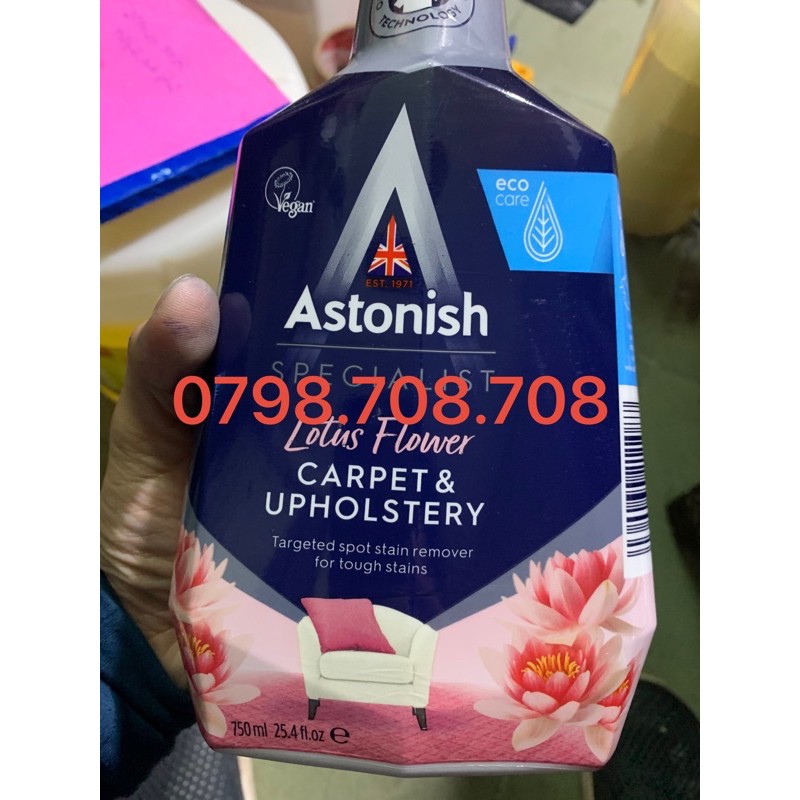 TECHNOLOGY
Vegan
eco
care
EST. 1971
Astonish
SPECIALIST
0798.708.708
Lotus Flower
CARPET &
UPHOLSTERY
Targeted spot stain remover
for tough stains
750 ml 25.4 fl.oz e